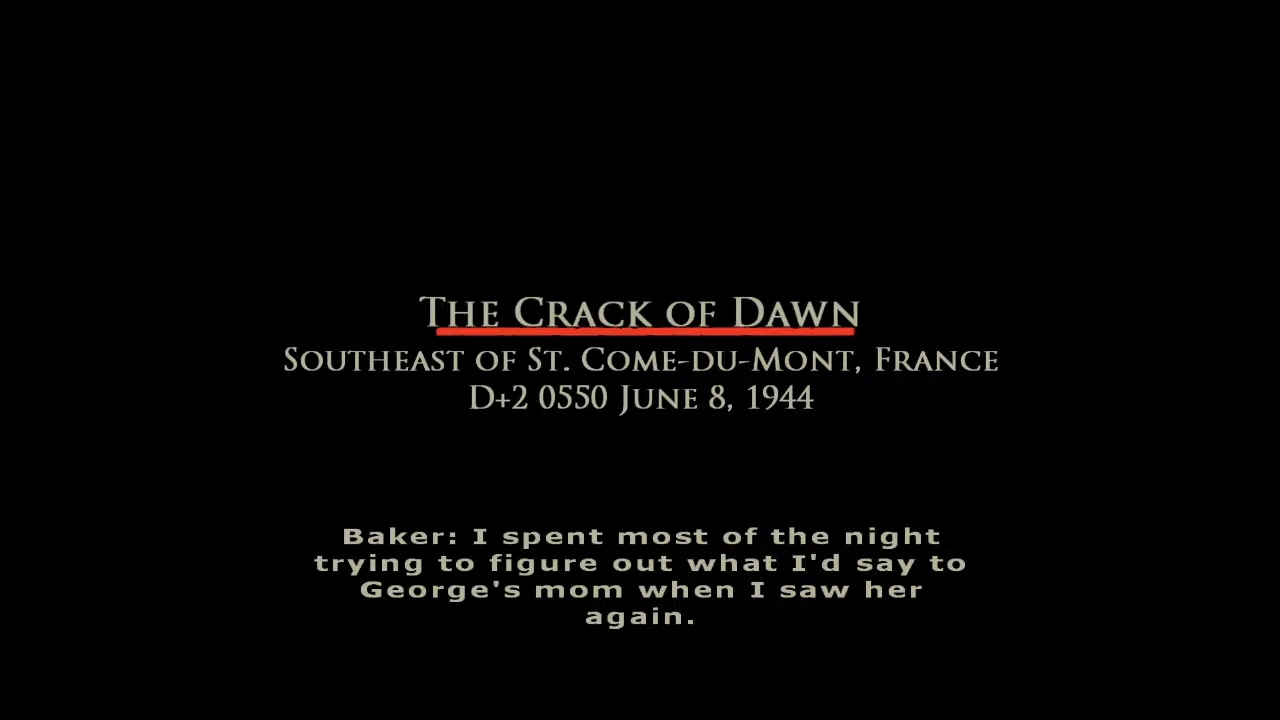 The Crack of Dawn
Southeast of St. Come-du-Mont, France
D+2 0550 June 8, 1944
Baker: I spent most of the night
trying to figure out what I'd say to
George's mom when I saw her
again.